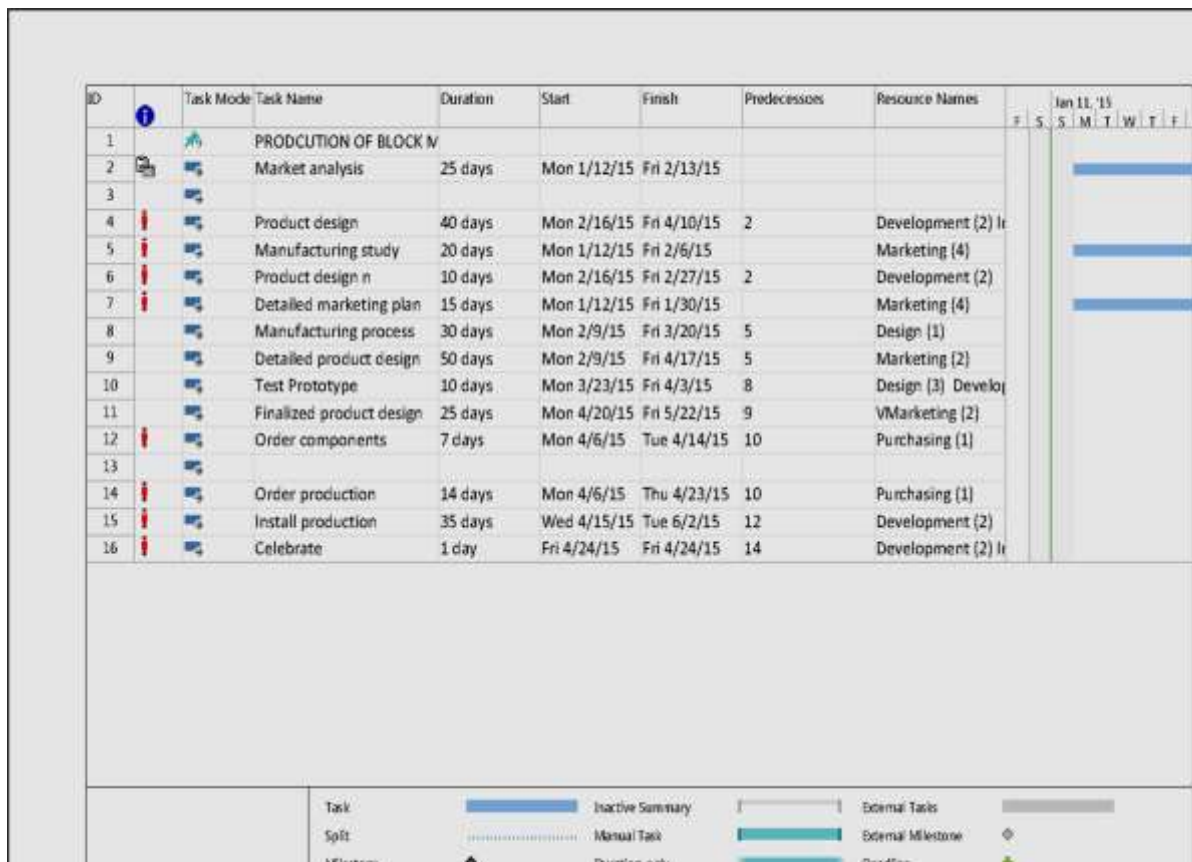 ID Task Mode Task Name Duration Start Finish Predecessors Resource Names Jan 11, '15
F S S M T W T F
1 PRODCUTION OF BLOCK M
2 Market analysis 25 days Mon 1/12/15 Fri 2/13/15
3
4 Product design 40 days Mon 2/16/15 Fri 4/10/15 2 Development (2) Ir
5 Manufacturing study 20 days Mon 1/12/15 Fri 2/6/15 Marketing (4)
6 Product design n 10 days Mon 2/16/15 Fri 2/27/15 2 Development (2)
7 Detailed marketing plan 15 days Mon 1/12/15 Fri 1/30/15 Marketing (4)
8 Manufacturing process 30 days Mon 2/9/15 Fri 3/20/15 5 Design (1)
9 Detailed product design 50 days Mon 2/9/15 Fri 4/17/15 5 Marketing (2)
10 Test Prototype 10 days Mon 3/23/15 Fri 4/3/15 8 Design (3) Develop
11 Finalized product design 25 days Mon 4/20/15 Fri 5/22/15 9 VMarketing (2)
12 Order components 7 days Mon 4/6/15 Tue 4/14/15 10 Purchasing (1)
13
14 Order production 14 days Mon 4/6/15 Thu 4/23/15 10 Purchasing (1)
15 Install production 35 days Wed 4/15/15 Tue 6/2/15 12 Development (2)
16 Celebrate 1 day Fri 4/24/15 Fri 4/24/15 14 Development (2) Ir
Task Inactive Summary External Tasks
Split Manual Task External Milestone